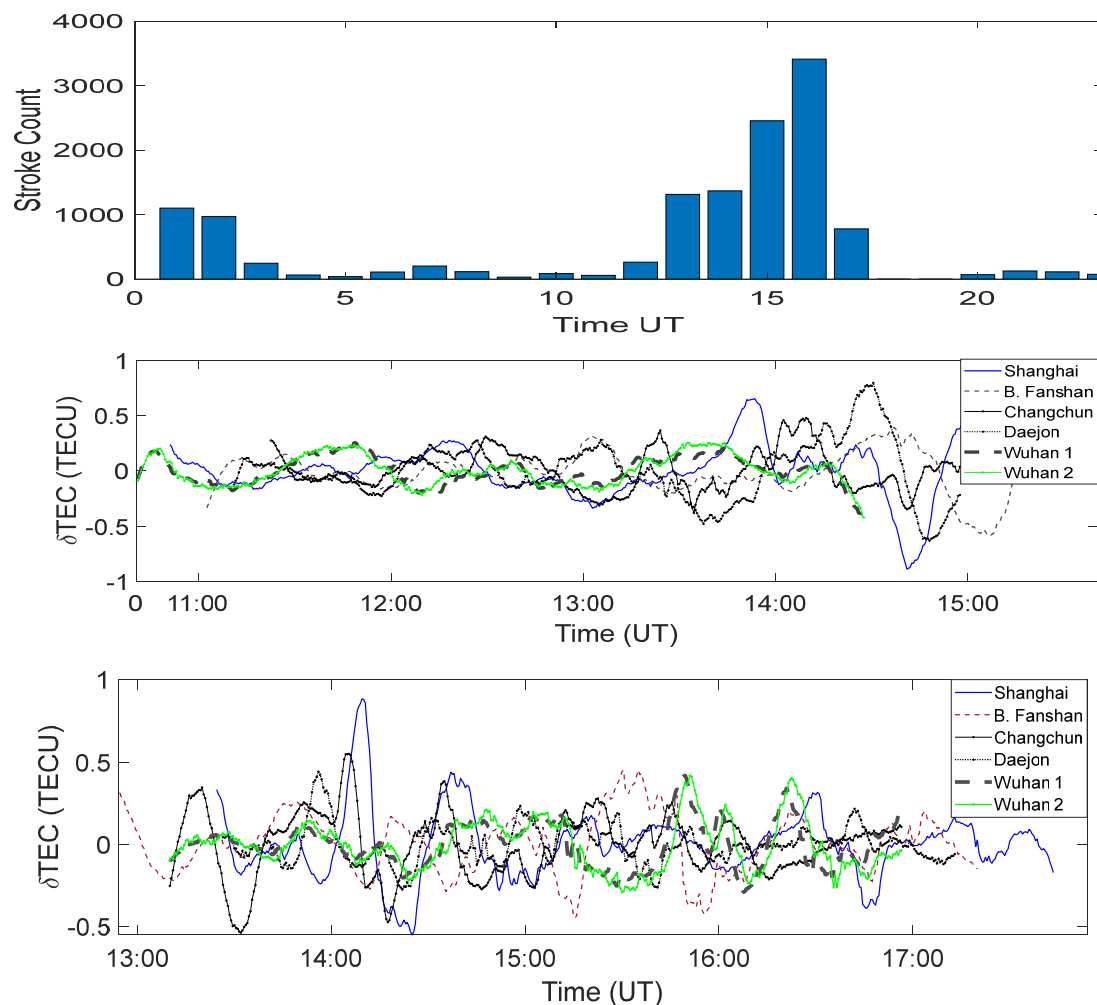 4000
3000
2000
1000
0
Stroke Count
0 5 10 15 20
Time UT
1
0.5
0
-0.5
-1
δTEC (TECU)
Shanghai
B. Fanshan
Changchun
Daejon
Wuhan 1
Wuhan 2
0 11:00 12:00 13:00 14:00 15:00
Time (UT)
1
0.5
0
-0.5
δTEC (TECU)
Shanghai
B. Fanshan
Changchun
Daejon
Wuhan 1
Wuhan 2
13:00 14:00 15:00 16:00 17:00
Time (UT)